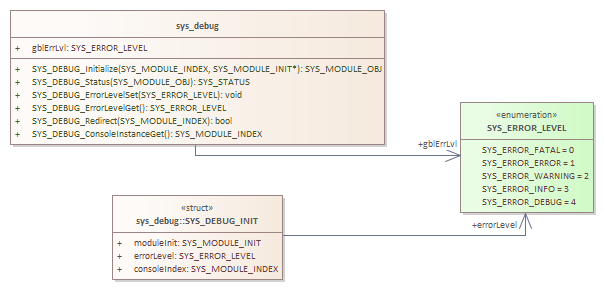 sys_debug
+ gblErrLvl: SYS_ERROR_LEVEL
+ SYS_DEBUG_Initialize(SYS_MODULE_INDEX, SYS_MODULE_INIT*): SYS_MODULE_OBJ
+ SYS_DEBUG_Status(SYS_MODULE_OBJ): SYS_STATUS
+ SYS_DEBUG_ErrorLevelSet(SYS_ERROR_LEVEL): void
+ SYS_DEBUG_ErrorLevelGet(): SYS_ERROR_LEVEL
+ SYS_DEBUG_Redirect(SYS_MODULE_INDEX): bool
+ SYS_DEBUG_ConsoleInstanceGet(): SYS_MODULE_INDEX
+gblErrLvl
«enumeration»
SYS_ERROR_LEVEL
SYS_ERROR_FATAL = 0
SYS_ERROR_ERROR = 1
SYS_ERROR_WARNING = 2
SYS_ERROR_INFO = 3
SYS_ERROR_DEBUG = 4
«struct»
sys_debug::SYS_DEBUG_INIT
+ moduleInit: SYS_MODULE_INIT
+ errorLevel: SYS_ERROR_LEVEL
+ consoleIndex: SYS_MODULE_INDEX
+errorLevel